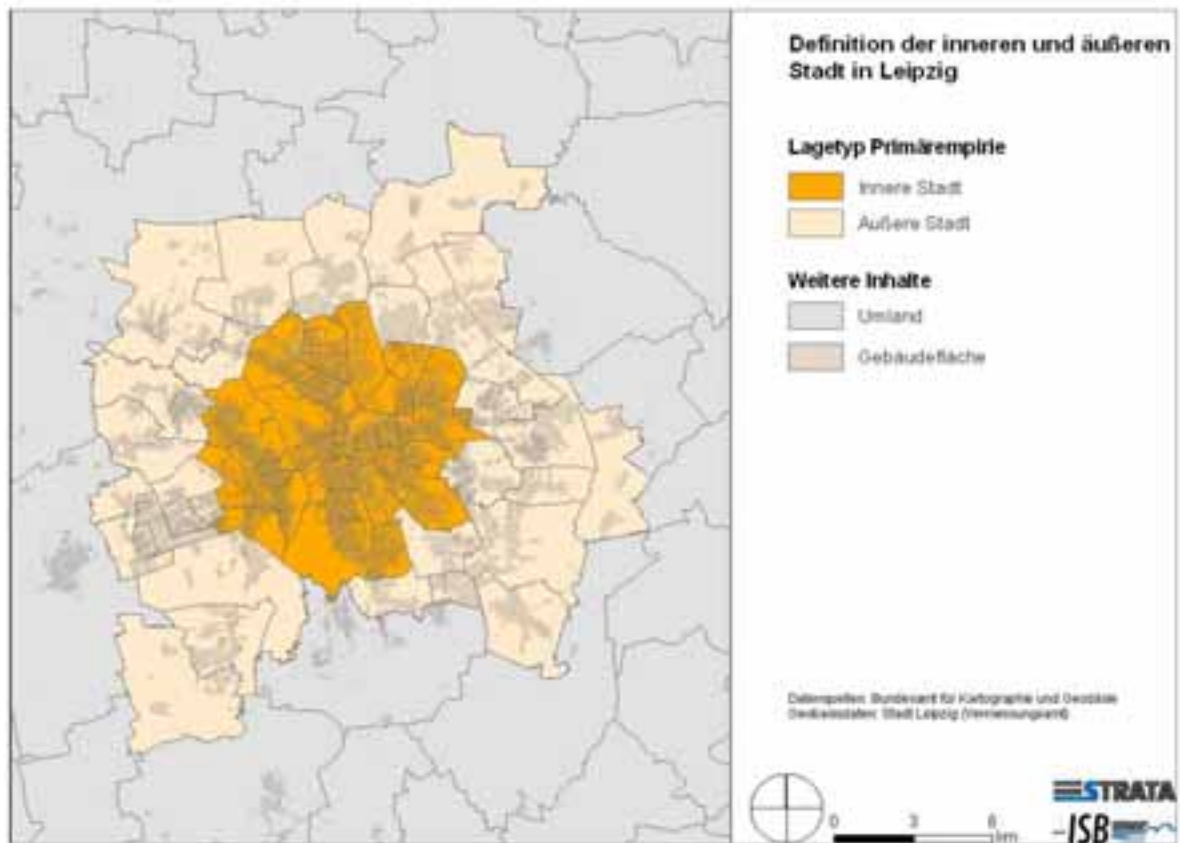 Definition der inneren und äußeren
Stadt in Leipzig
Lagetyp Primärempirie
Innere Stadt
Äußere Stadt
Weitere Inhalte
Umland
Gebäudefläche
Datenquellen: Bundesamt für Kartographie und Geodäsie
Geobasisdaten: Stadt Leipzig (Vermessungsamt)
STRATA
0 3 6
km
ISB